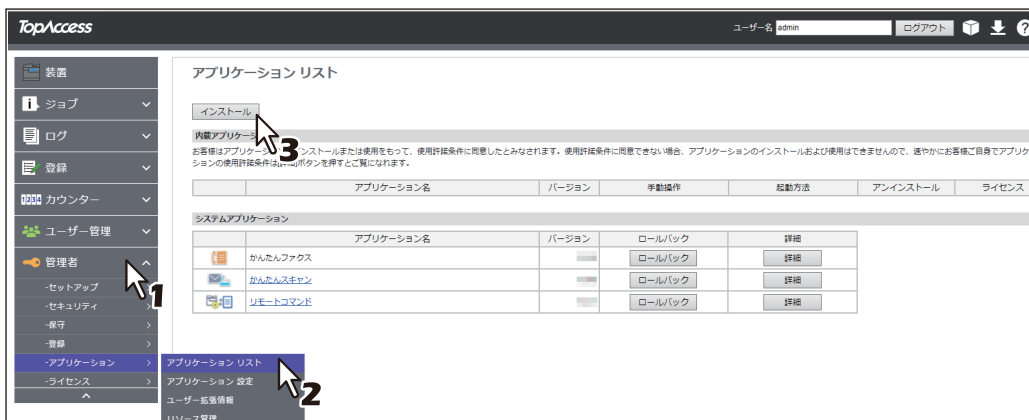 TopAccess
ユーザー名 admin ログアウト ?
装置
ジョブ
ログ
登録
1234 カウンター
ユーザー管理
管理者
-セットアップ
-セキュリティ
-保守
-登録
-アプリケーション
-ライセンス
1
アプリケーション リスト
アプリケーション 設定
ユーザー拡張情報
リソース管理
2
アプリケーション リスト
インストール
3
内蔵アプリケーシ
お客様はアプリケー
ンストールまたは使用をもって、使用許諾条件に同意したとみなされます。使用許諾条件に同意できない場合、アプリケーションのインストールおよび使用はできませんので、速やかにお客様ご自身でアプリケ
ションの使用許諾条件は[詳細]ボタンを押すとご覧になれます。
アプリケーション名 バージョン 手動操作 起動方法 アンインストール ライセンス
システムアプリケーション
アプリケーション名 バージョン ロールバック 詳細
かんたんファクス ロールバック 詳細
かんたんスキャン ロールバック 詳細
リモートコマンド ロールバック 詳細